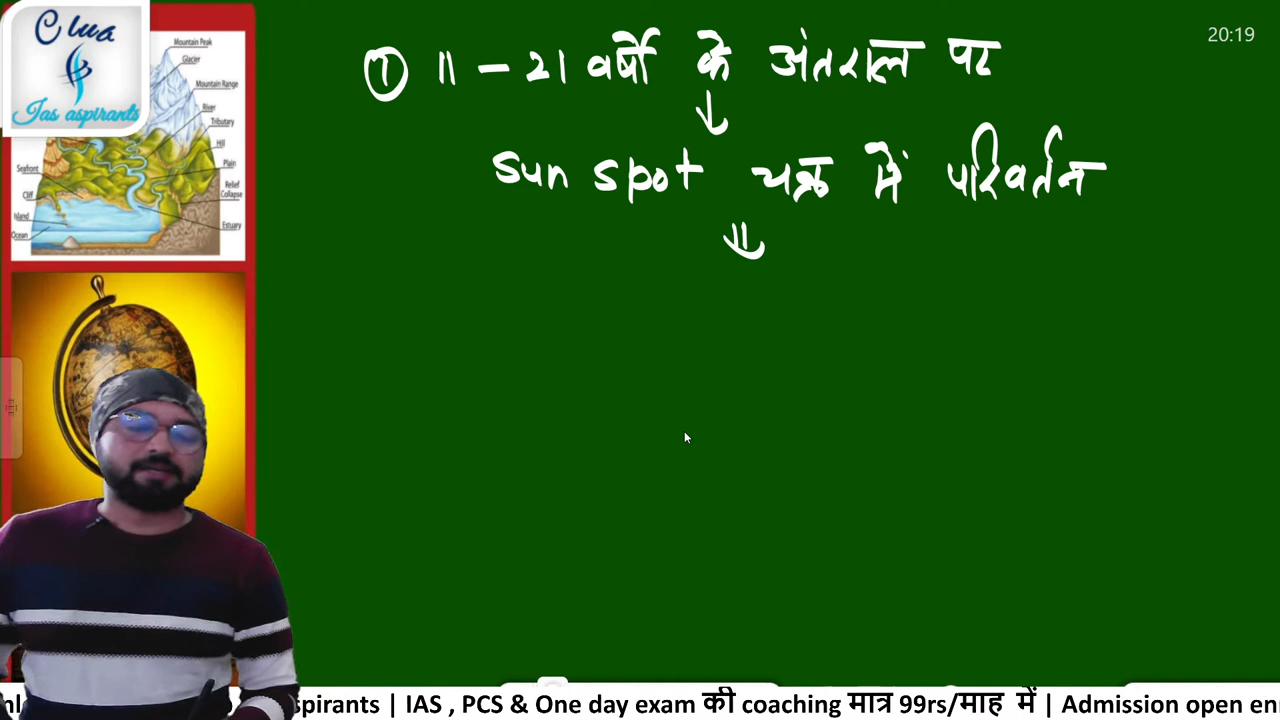 Clua
Ias aspirants
Mountain Peak
Glacier
Mountain Range
River
Tributary
Hill
Plain
Seafront
Relief
Collapse
Cliff
Island
Estuary
Ocean
20:19
① 11 - 21 वर्षो के अंतराल पर
↓
sun spot चक्र में परिवर्तन
⇓
spirants | IAS , PCS & One day exam की coaching मात्र 99rs/माह में | Admission open en